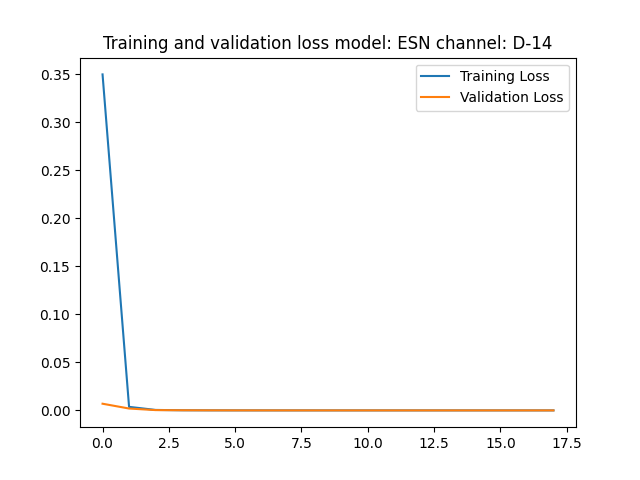 Training and validation loss model: ESN channel: D-14
Training Loss
Validation Loss
0.35
0.30
0.25
0.20
0.15
0.10
0.05
0.00
0.0 2.5 5.0 7.5 10.0 12.5 15.0 17.5